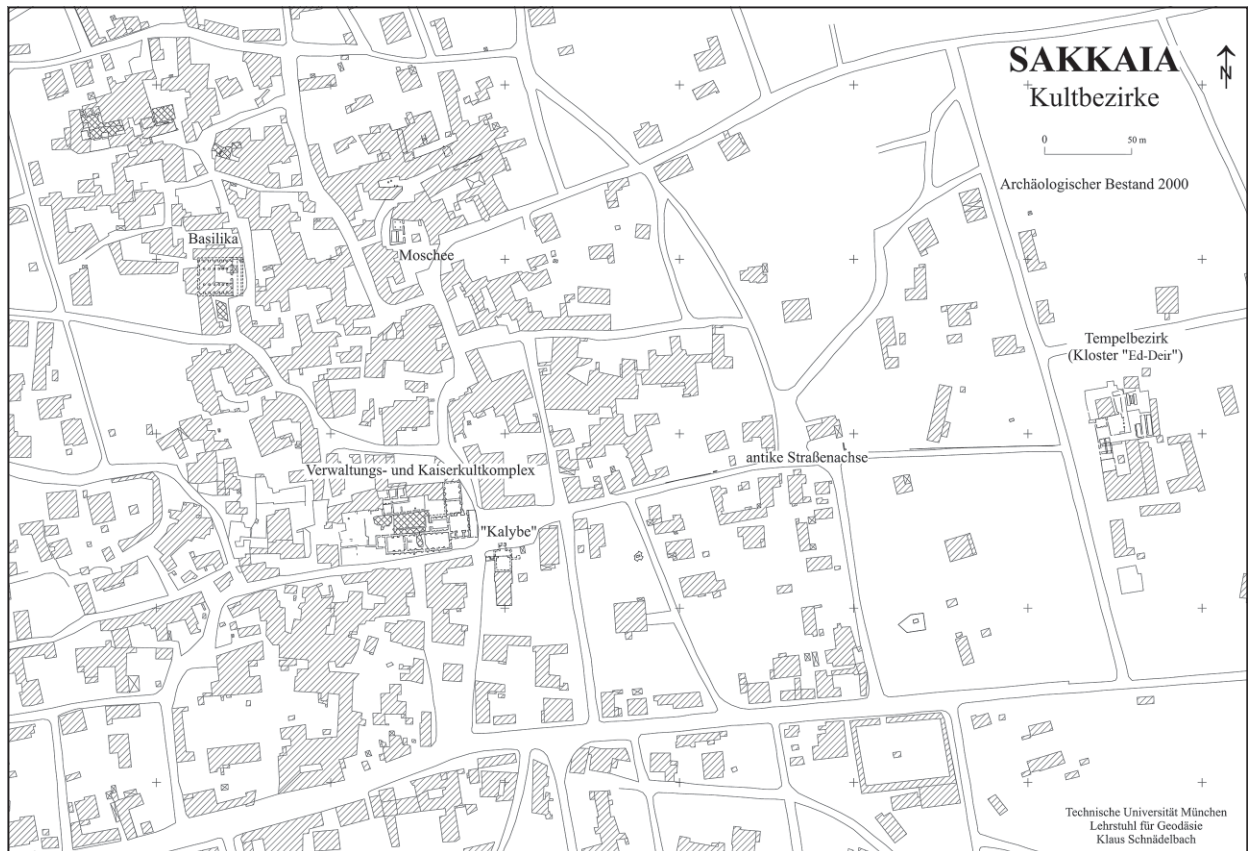 SAKKAIA
Kultbezirke
N
0 50 m
Archäologischer Bestand 2000
Basilika
Moschee
Tempelbezirk
(Kloster "Ed-Deir")
antike Straßenachse
Verwaltungs- und Kaiserkultkomplex
"Kalybe"
Technische Universität München
Lehrstuhl für Geodäsie
Klaus Schnädelbach